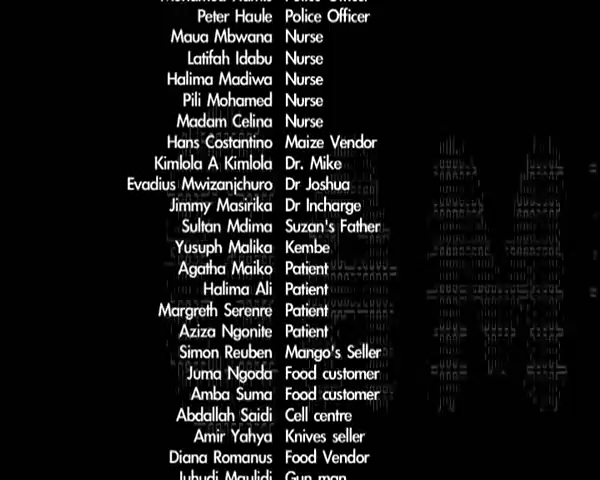 Peter Haule Police Officer
Maua Mbwana Nurse
Latifah Idabu Nurse
Halima Madiwa Nurse
Pili Mohamed Nurse
Madam Celina Nurse
Hans Costantino Maize Vendor
Kimlola A Kimlola Dr. Mike
Evadius Mwizanjchuro Dr Joshua
Jimmy Masirika Dr Incharge
Sultan Mdima Suzan's Father
Yusuph Malika Kembe
Agatha Maiko Patient
Halima Ali Patient
Margreth Serenre Patient
Aziza Ngonite Patient
Simon Reuben Mango's Seller
Juma Ngoda Food customer
Amba Suma Food customer
Abdallah Saidi Cell centre
Amir Yahya Knives seller
Diana Romanus Food Vendor
Juhudi Maulidi Gun man